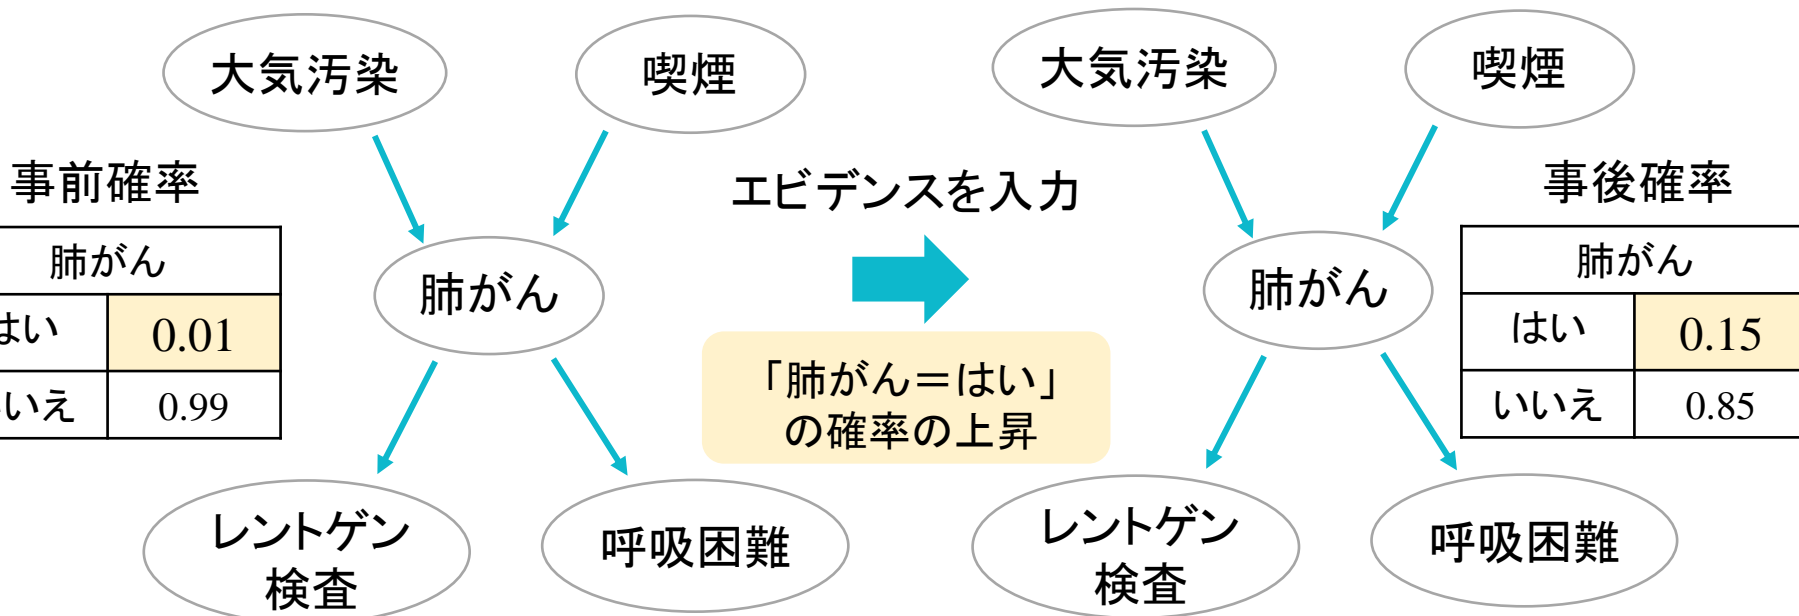 大気汚染
喫煙
事前確率
肺がん
はい
0.01
いいえ
0.99
肺がん
レントゲン
検査
呼吸困難
エビデンスを入力
「肺がん＝はい」
の確率の上昇
大気汚染
喫煙
事後確率
肺がん
はい
0.15
いいえ
0.85
肺がん
レントゲン
検査
呼吸困難